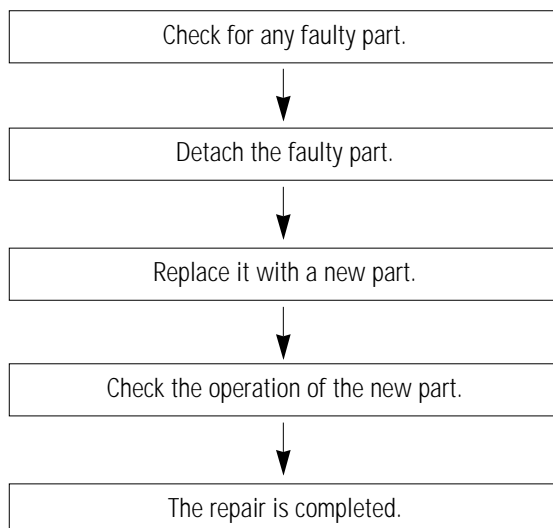 Check for any faulty part.
Detach the faulty part.
Replace it with a new part.
Check the operation of the new part.
The repair is completed.